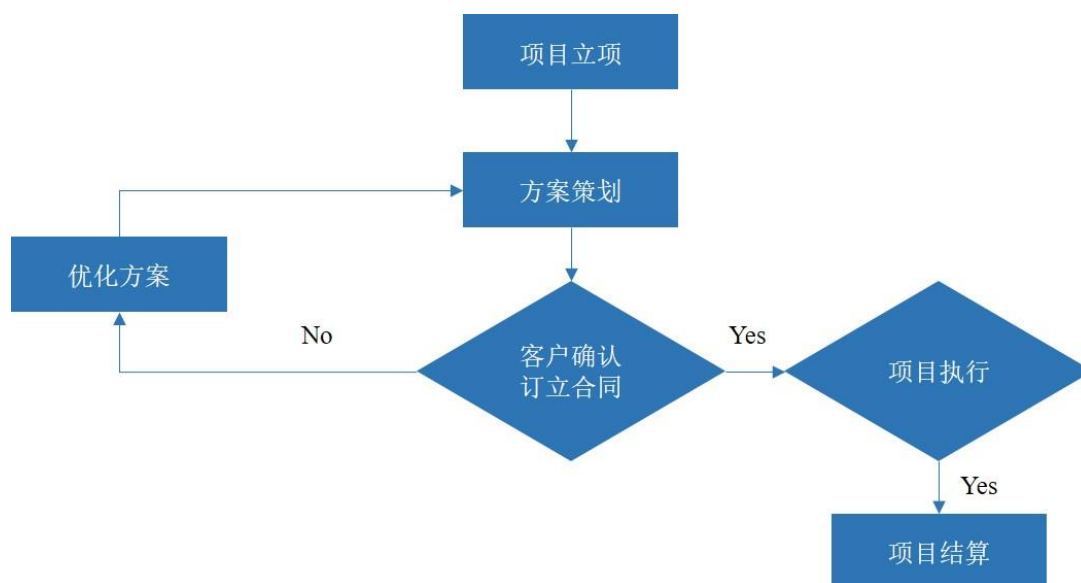 项目立项
方案策划
优化方案
No
客户确认
订立合同
Yes
项目执行
Yes
项目结算